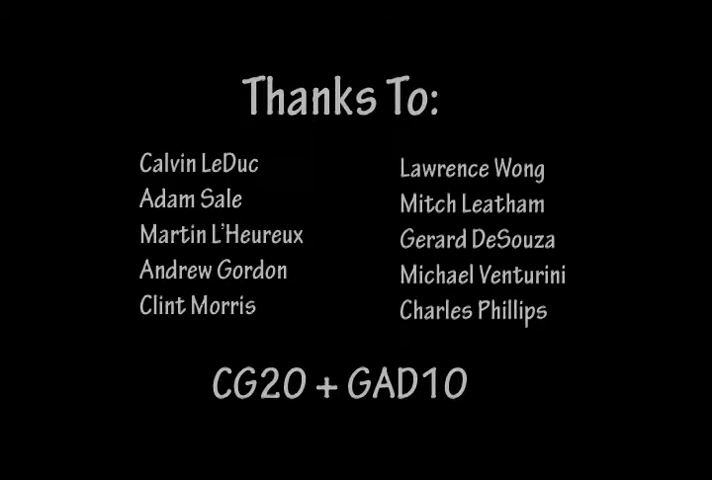 Thanks To:
Calvin LeDuc
Adam Sale
Martin L'Heureux
Andrew Gordon
Clint Morris
Lawrence Wong
Mitch Leatham
Gerard DeSouza
Michael Venturini
Charles Phillips
CG20 + GAD10